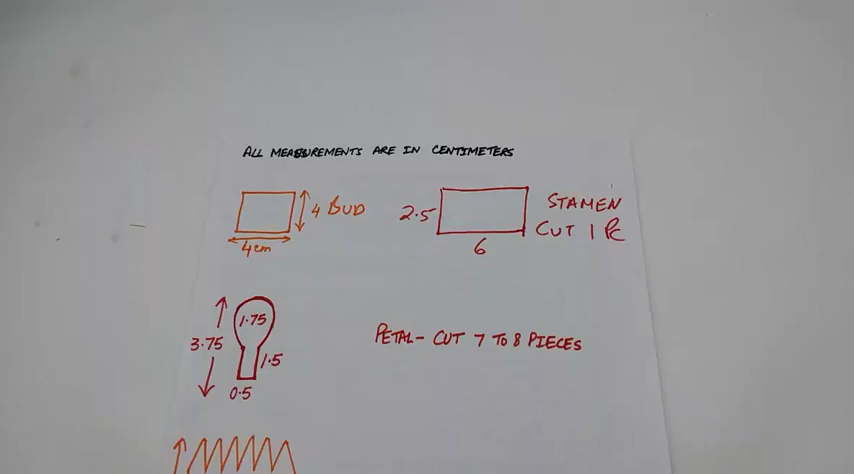 ALL MEASUREMENTS ARE IN CENTIMETERS
4 BUD
4cm
2.5
6
STAMEN
CUT 1 PC
3.75
1.75
1.5
0.5
PETAL- CUT 7 TO 8 PIECES